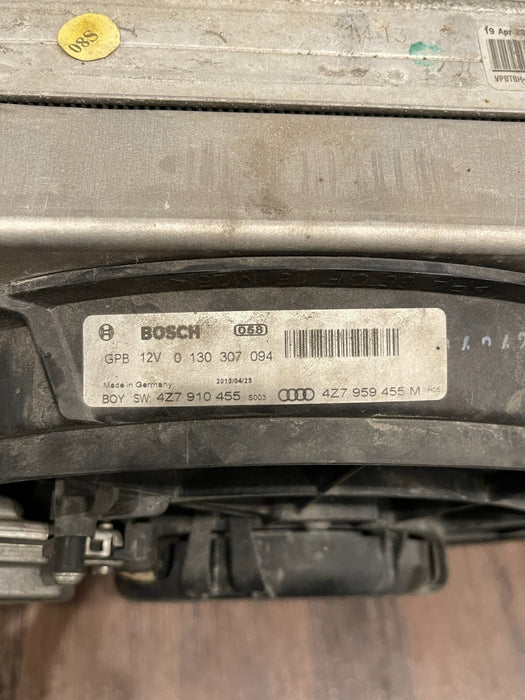 08S
19 Apr 20
VPBTBH-
BOSCH 058
GPB 12V 0 130 307 094
Made in Germany 2013/04/23
BOY SW: 4Z7 910 455 S003 4Z7 959 455 M H05